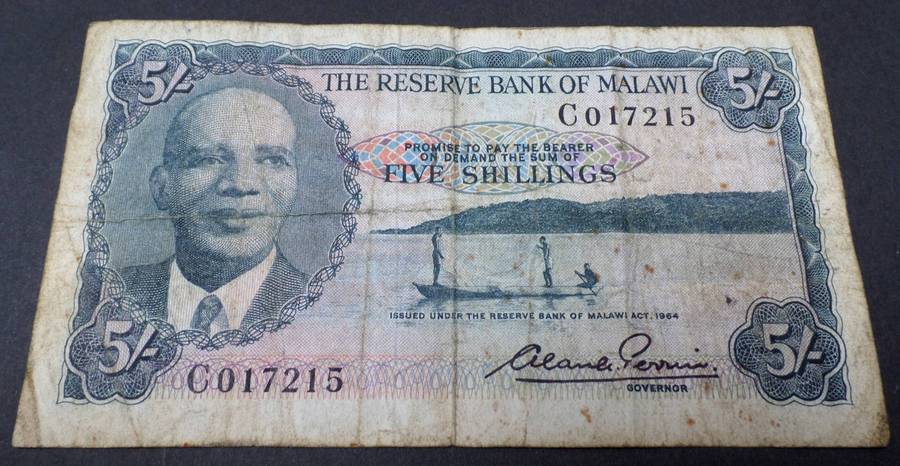 5/-
5/-
THE RESERVE BANK OF MALAWI
C017215
PROMISE TO PAY THE BEARER
ON DEMAND THE SUM OF
FIVE SHILLINGS
ISSUED UNDER THE RESERVE BANK OF MALAWI ACT, 1964
5/-
C017215
GOVERNOR
5/-